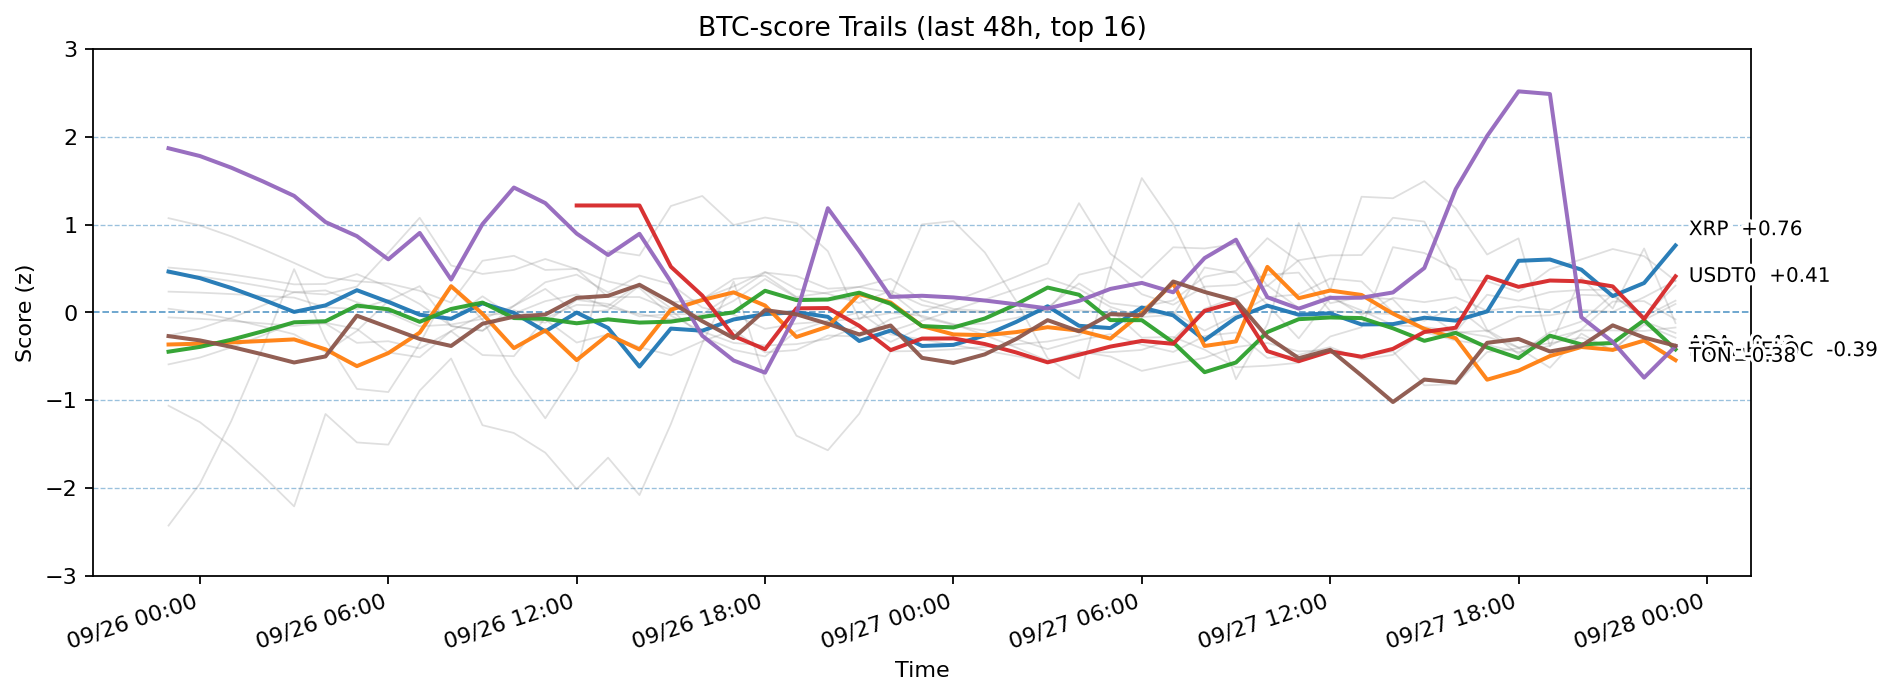 BTC-score Trails (last 48h, top 16)
Score (z)
3
2
1
0
−1
−2
−3
XRP +0.76
USDT0 +0.41
-0.39
TON -0.38
09/26 00:00
09/26 06:00
09/26 12:00
09/26 18:00
09/27 00:00
09/27 06:00
09/27 12:00
09/27 18:00
09/28 00:00
Time